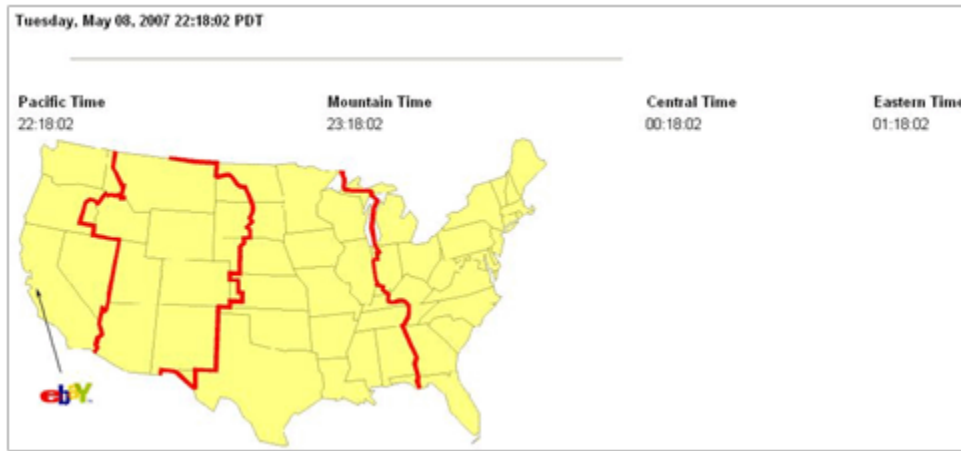 Tuesday, May 08, 2007 22:18:02 PDT
Pacific Time Mountain Time Central Time Eastern Time
22:18:02 23:18:02 00:18:02 01:18:02
ebaY